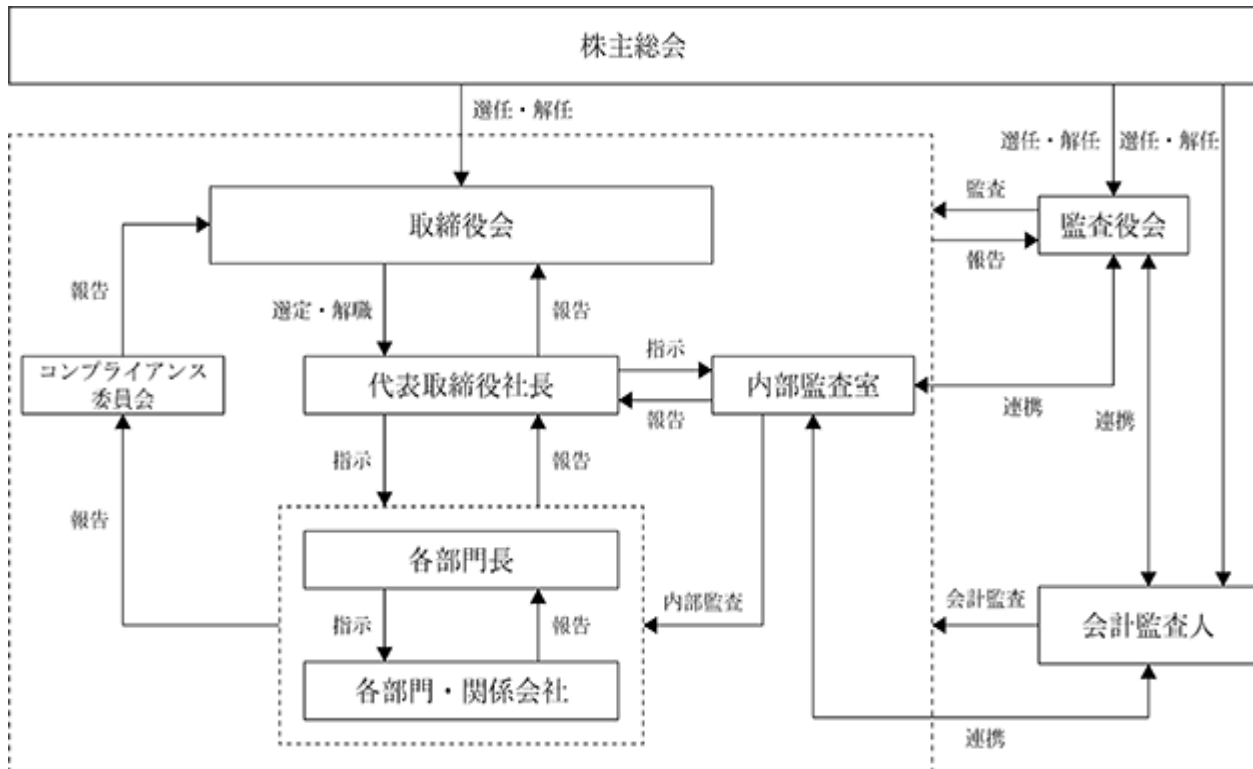 株主総会
選任・解任
選任・解任
選任・解任
取締役会
監査
監査役会
報告
報告
選定・解職
報告
指示
コンプライアンス
委員会
代表取締役社長
内部監査室
報告
連携
連携
指示
報告
報告
各部門長
内部監査
会計監査
会計監査人
指示
報告
各部門・関係会社
連携